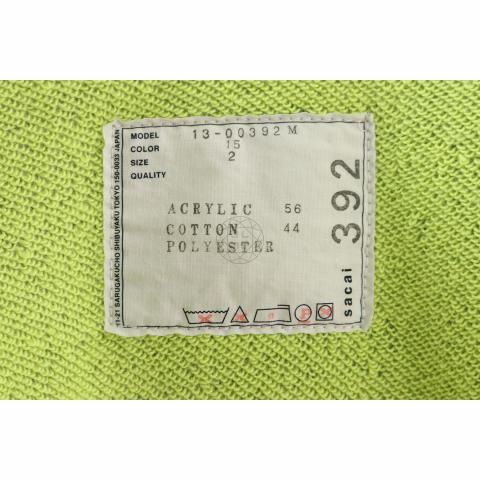 MODEL 13-00392 M
COLOR 15
SIZE 2
QUALITY
ACRYLIC 56
COTTON 44
POLYESTER
sacai 392
11-21 SARUGAKUCHO SHIBUYAKU TOKYO 150-0033 JAPAN